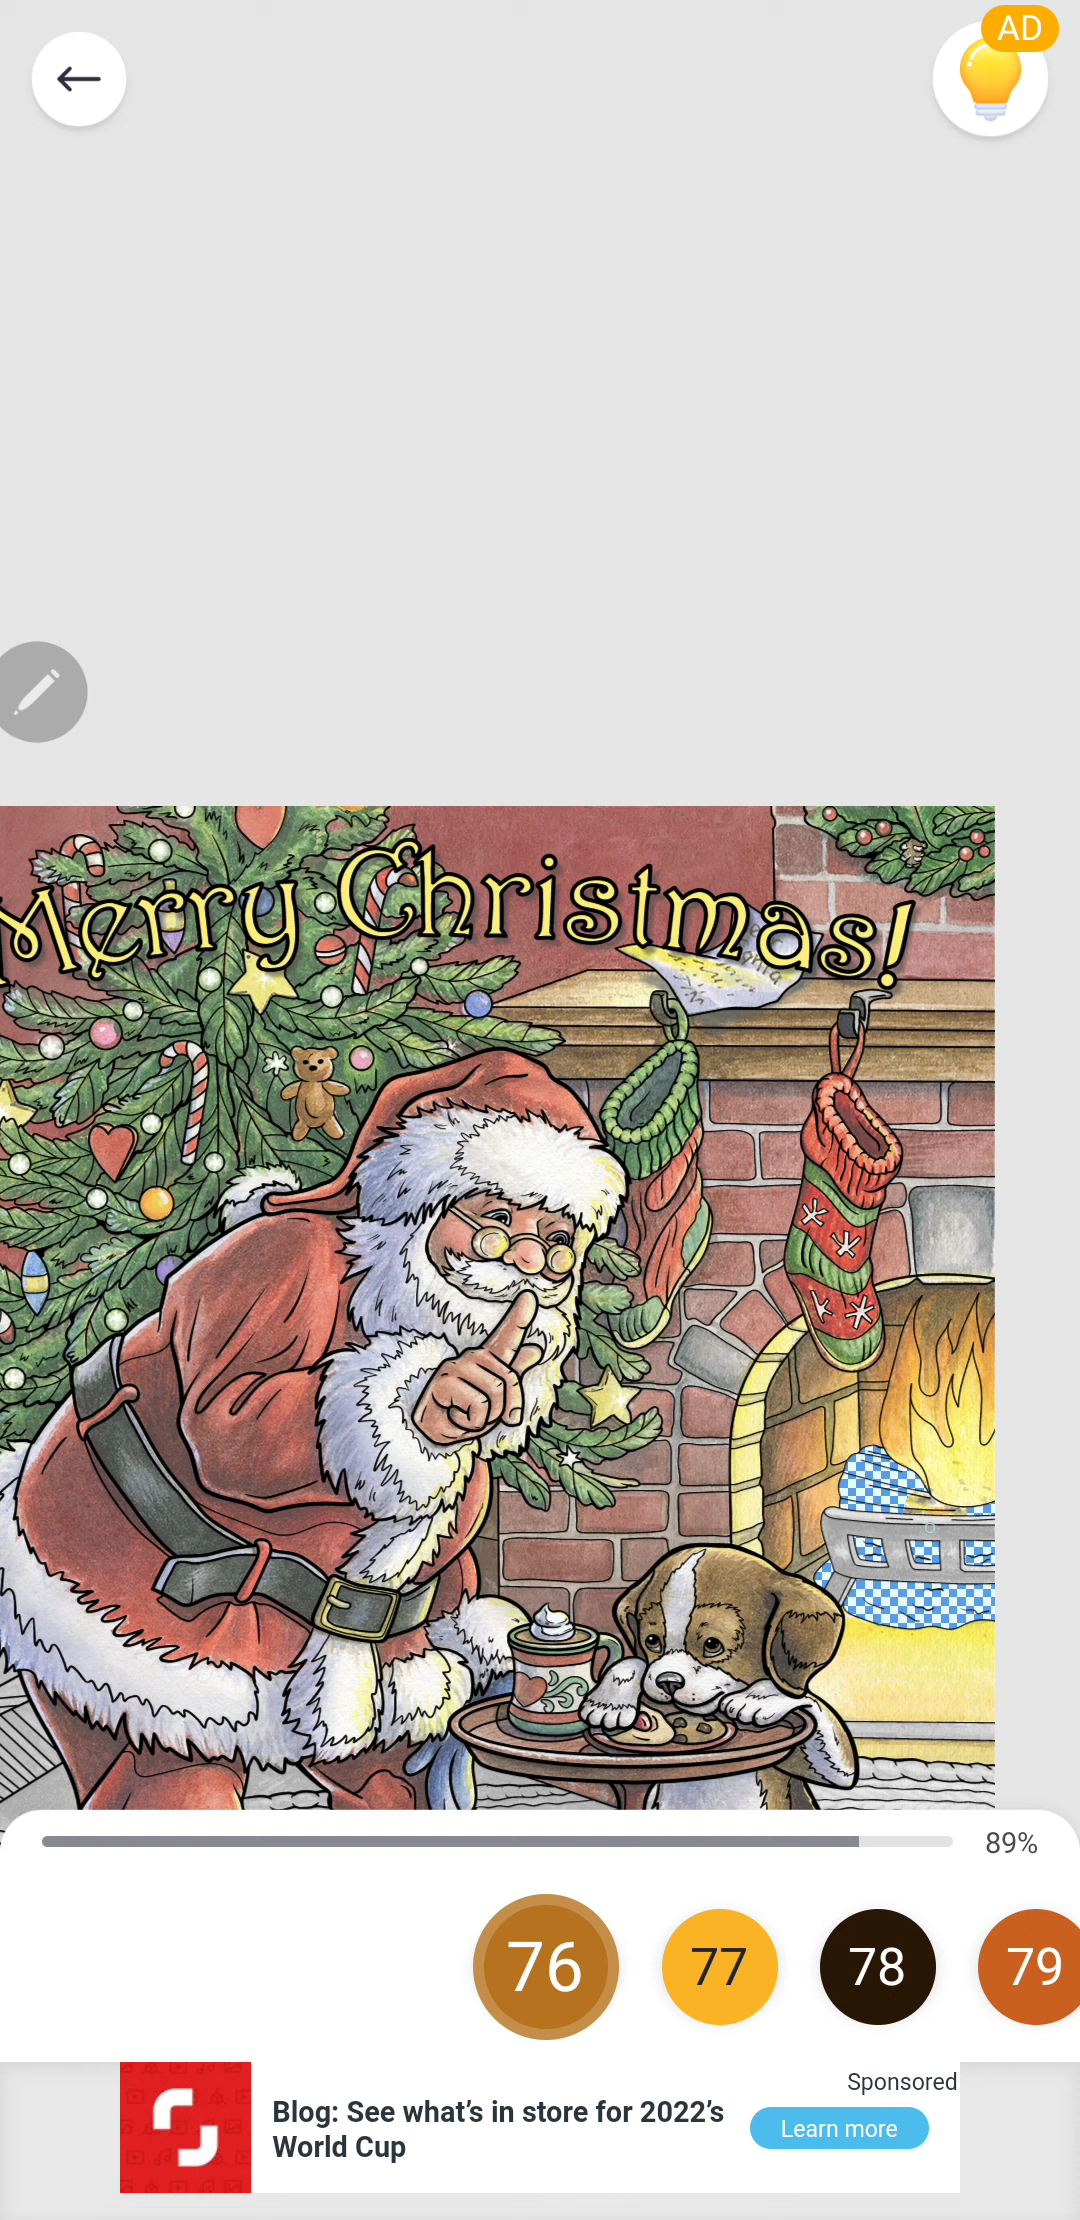 AD
Merry Christmas!
89%
76
77
78
79
Sponsored
Blog: See what's in store for 2022's
World Cup
Learn more